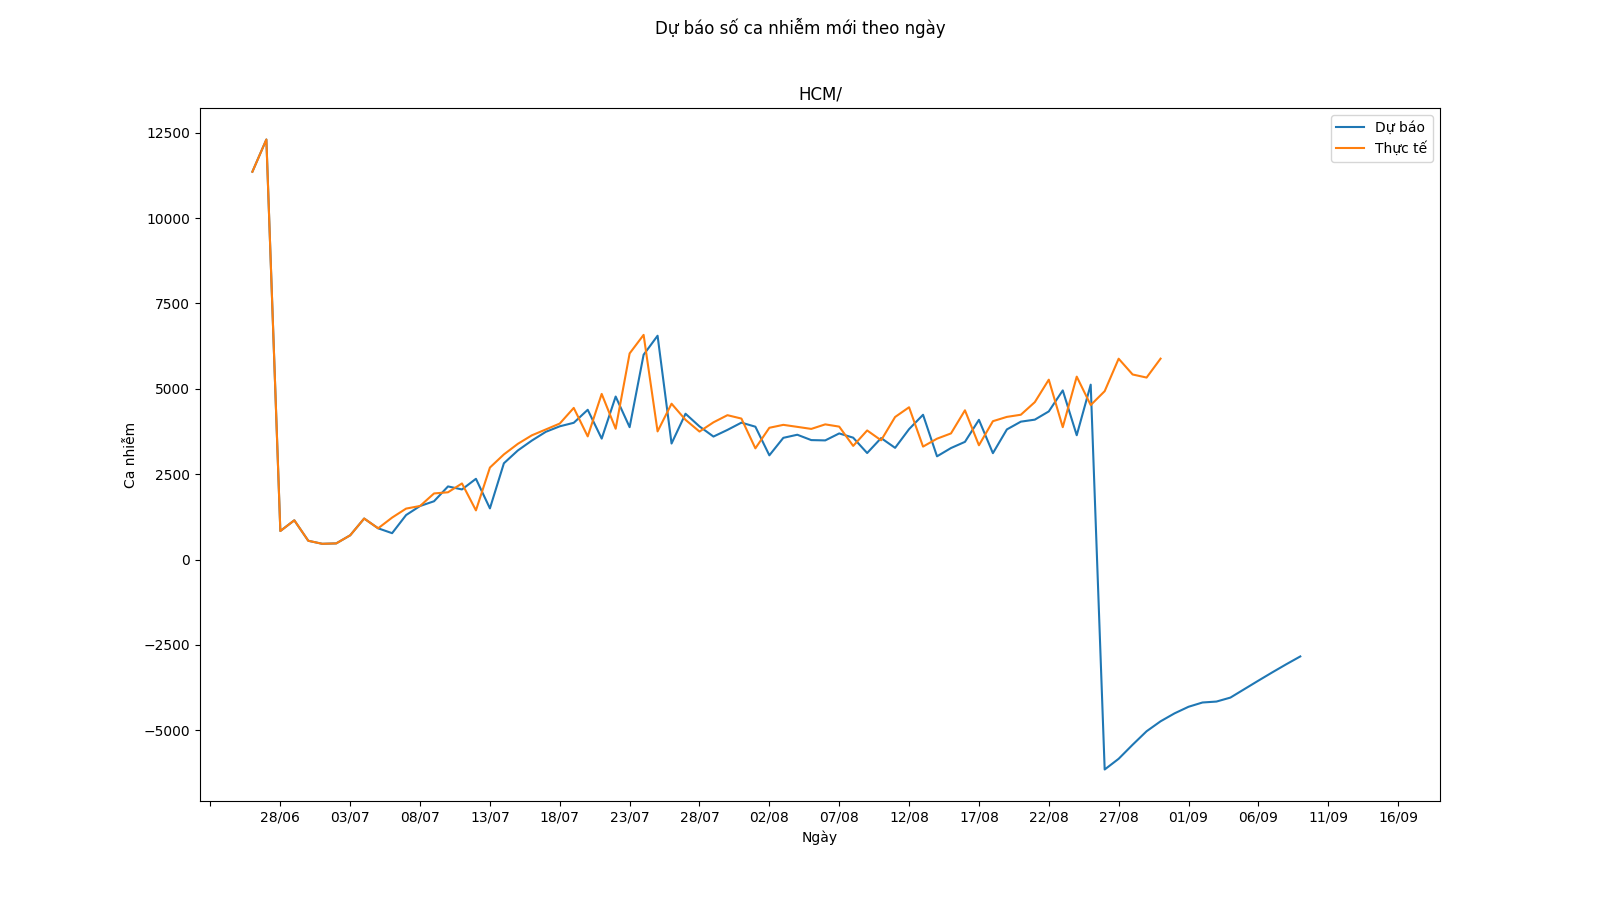 Dự báo số ca nhiễm mới theo ngày
HCM/
Dự báo
Thực tế
12500
10000
7500
5000
2500
0
−2500
−5000
Ca nhiễm
28/06 03/07 08/07 13/07 18/07 23/07 28/07 02/08 07/08 12/08 17/08 22/08 27/08 01/09 06/09 11/09 16/09
Ngày